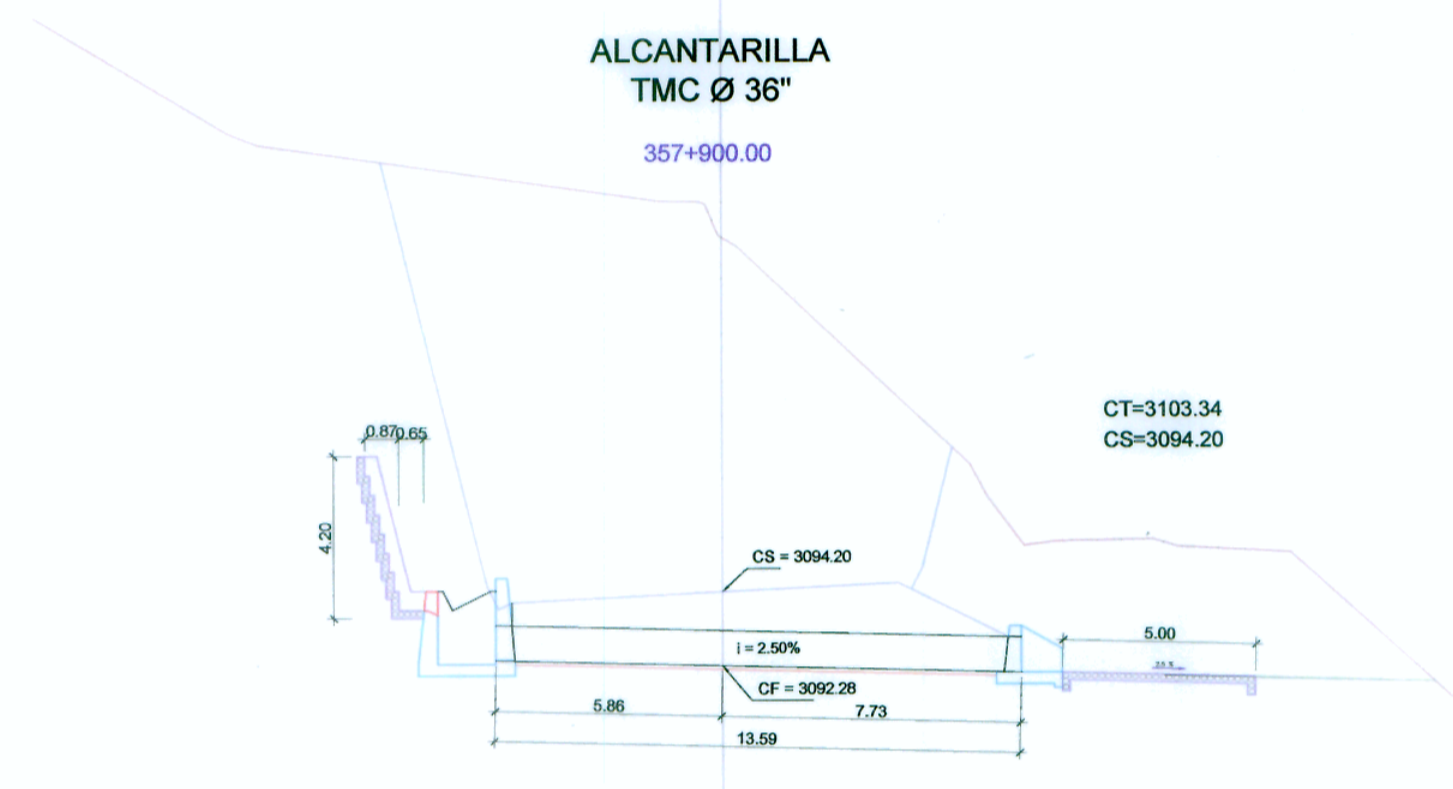 ALCANTARILLA
TMC Ø 36"
357+900.00
CT=3103.34
CS=3094.20
0.87
0.65
4.20
CS = 3094.20
i = 2.50%
5.00
CF = 3092.28
5.86
7.73
13.59